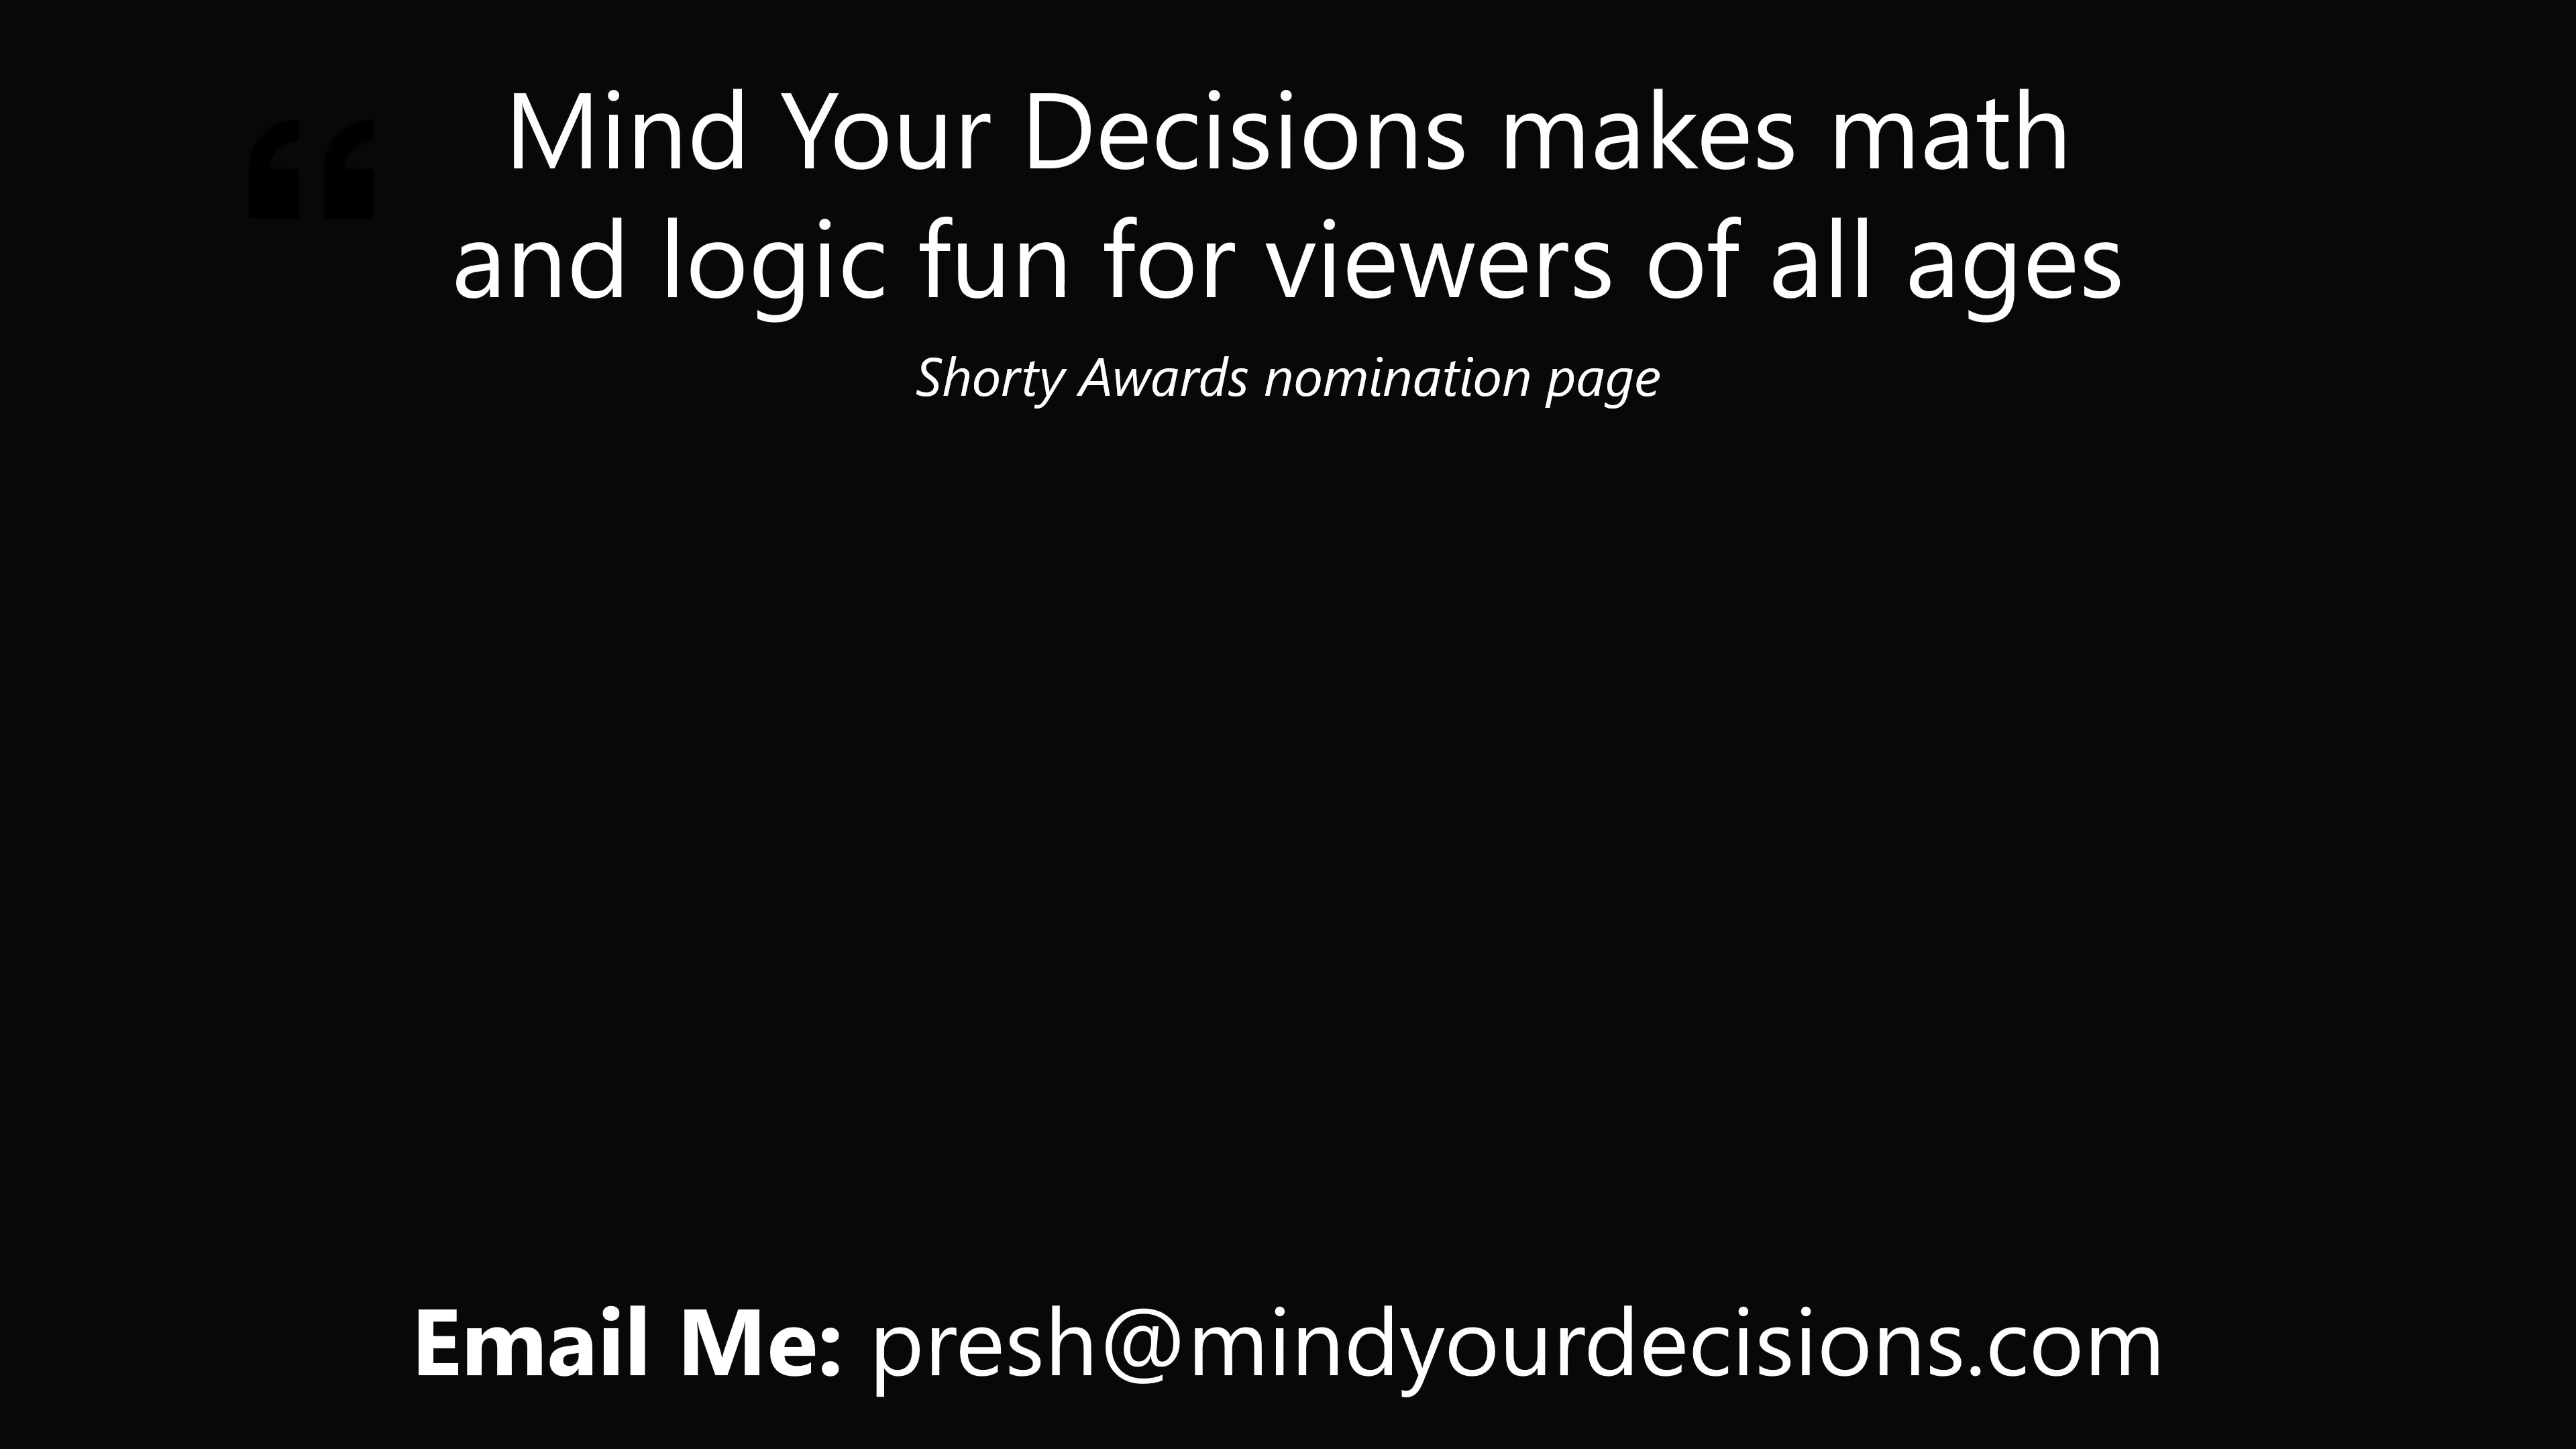 “
Mind Your Decisions makes math
and logic fun for viewers of all ages
Shorty Awards nomination page
Email Me: presh@mindyourdecisions.com